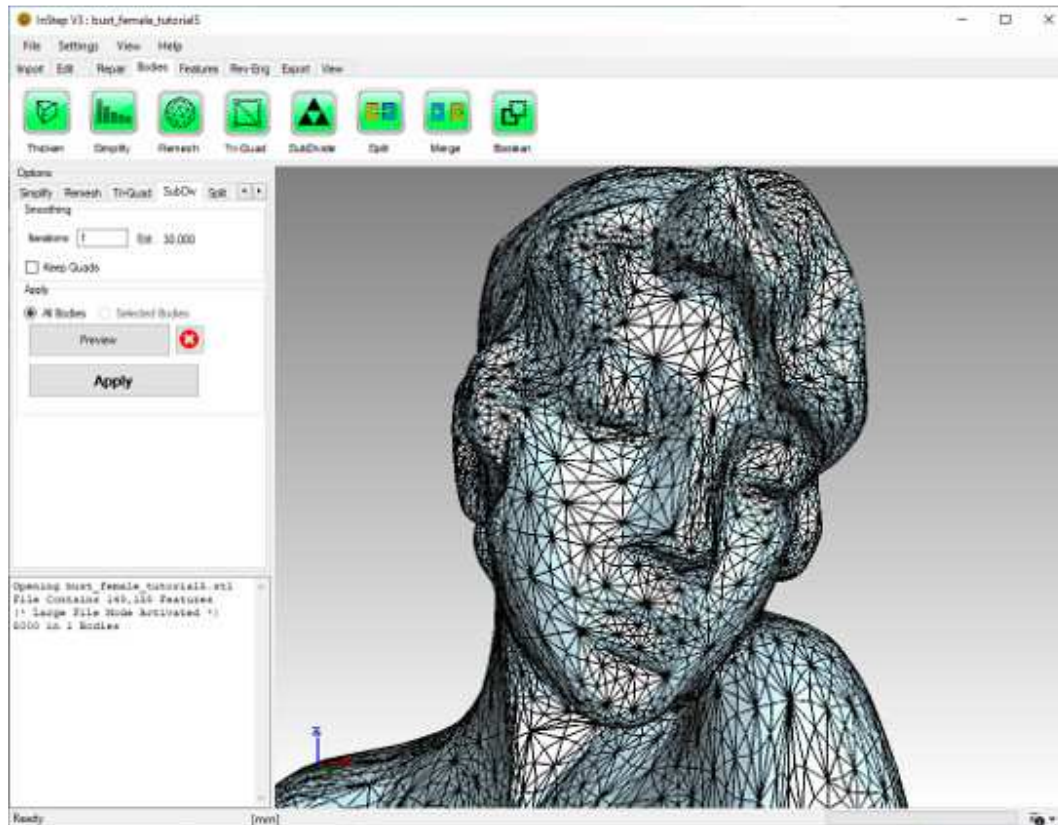 InStep V3 : bust_female_tutorial5
File Settings View Help
Import Edit Repair Bodies Features Rev-Eng Export View
Thicken Simplify Remesh Tri-Quad SubDivide Split Merge Boolean
Options
Simplify Remesh Tri-Quad SubDiv Split
Smoothing
Iterations 1 Est 30,000
Keep Quads
Apply
All Bodies Selected Bodies
Preview
Apply
Opening bust_female_tutorial5.stl
File Contains Features
(* Large File Mode Activated *)
in 1 Bodies
Ready [mm]